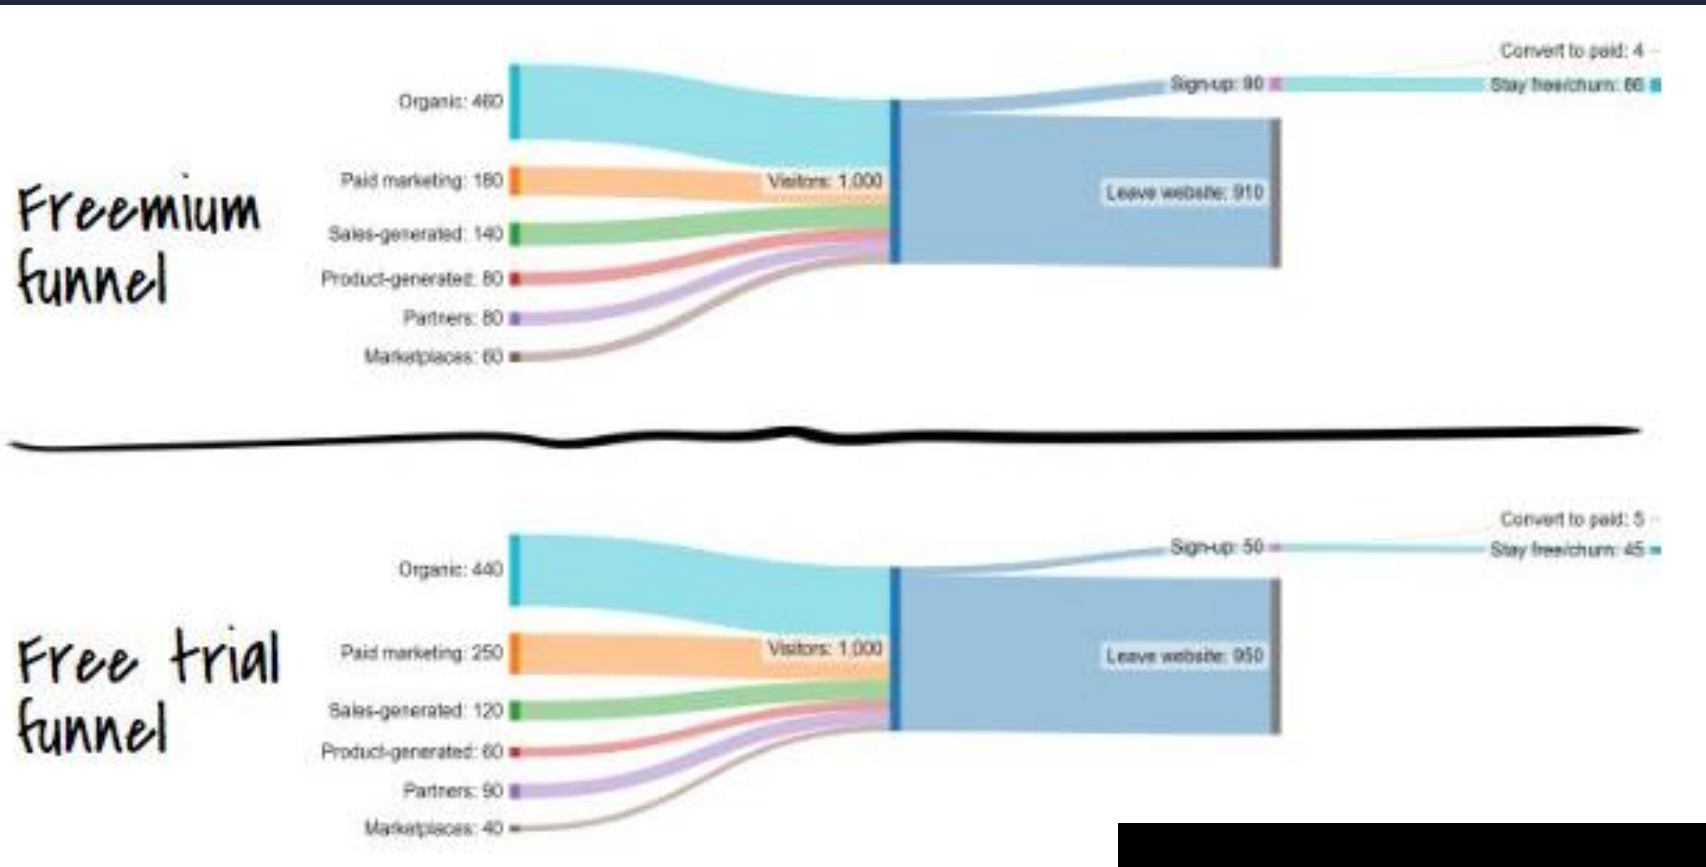 Freemium
funnel
Organic: 460
Paid marketing: 180
Sales-generated: 140
Product-generated: 80
Partners: 80
Marketplaces: 60
Visitors: 1,000
Sign-up: 90
Leave website: 910
Convert to paid: 4
Stay free/churn: 86
Free trial
funnel
Organic: 440
Paid marketing: 250
Sales-generated: 120
Product-generated: 60
Partners: 90
Marketplaces: 40
Visitors: 1,000
Sign-up: 50
Leave website: 950
Convert to paid: 5
Stay free/churn: 45